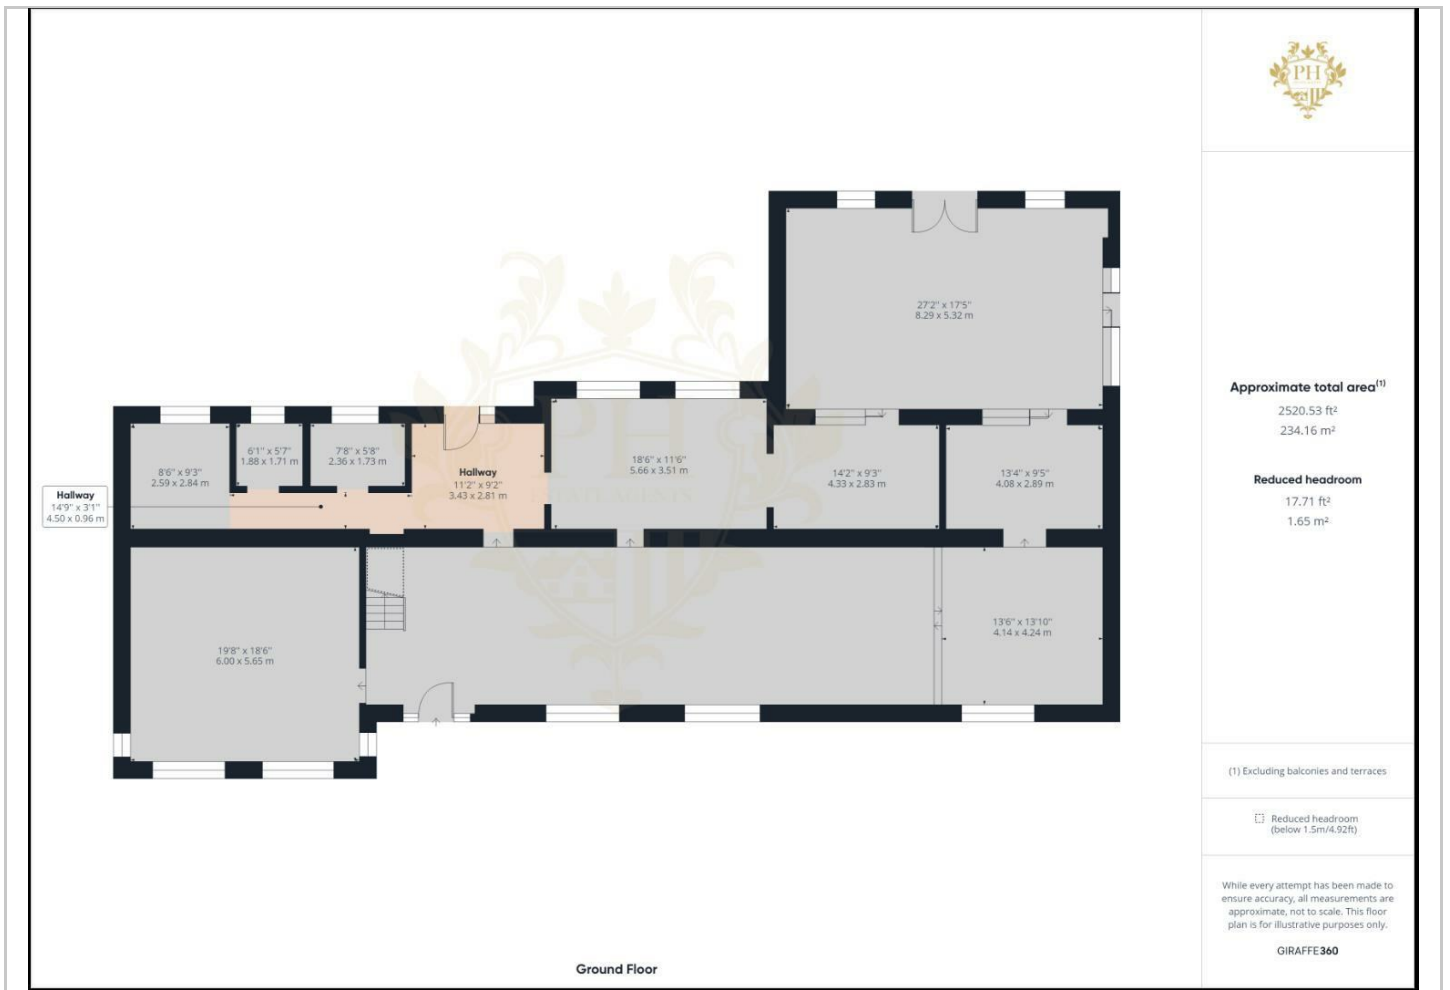 PH
Approximate total area(1)
2520.53 ft²
234.16 m²
Reduced headroom
17.71 ft²
1.65 m²
(1) Excluding balconies and terraces
Reduced headroom
(below 1.5m/4.92ft)
While every attempt has been made to
ensure accuracy, all measurements are
approximate, not to scale. This floor
plan is for illustrative purposes only.
GIRAFFE360
27'2" x 17'5"
8.29 x 5.32 m
8'6" x 9'3"
2.59 x 2.84 m
6'1" x 5'7"
1.88 x 1.71 m
7'8" x 5'8"
2.36 x 1.73 m
Hallway
11'2" x 9'2"
3.43 x 2.81 m
18'6" x 11'6"
5.66 x 3.51 m
14'2" x 9'3"
4.33 x 2.83 m
13'4" x 9'5"
4.08 x 2.89 m
Hallway
14'9" x 3'1"
4.50 x 0.96 m
19'8" x 18'6"
6.00 x 5.65 m
13'6" x 13'10"
4.14 x 4.24 m
PH
ESTATE AGENTS
Ground Floor